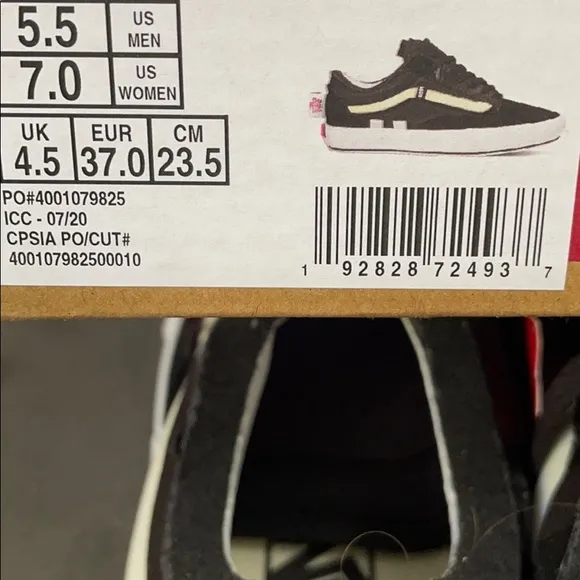 5.5 US MEN
7.0 US WOMEN
UK EUR CM
4.5 37.0 23.5
PO#4001079825
ICC - 07/20
CPSIA PO/CUT#
400107982500010
1 92828 72493 7